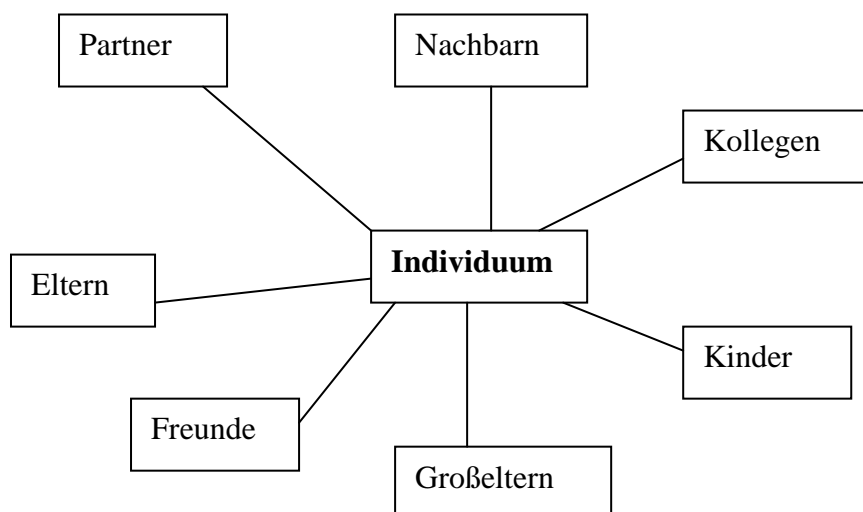 Partner
Nachbarn
Kollegen
Individuum
Eltern
Kinder
Freunde
Großeltern